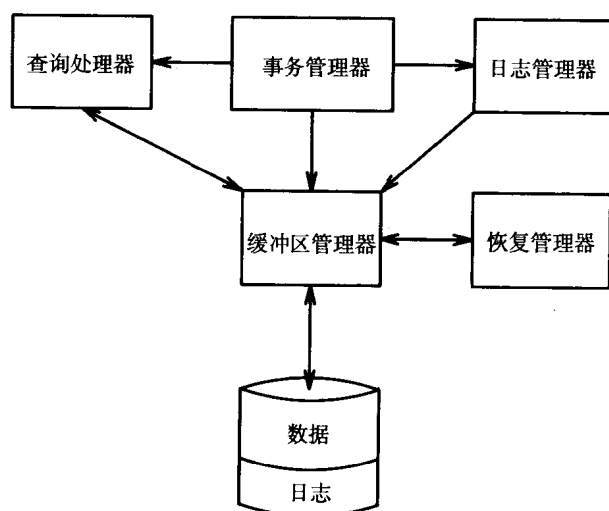 查询处理器
事务管理器
日志管理器
缓冲区管理器
恢复管理器
数据
日志